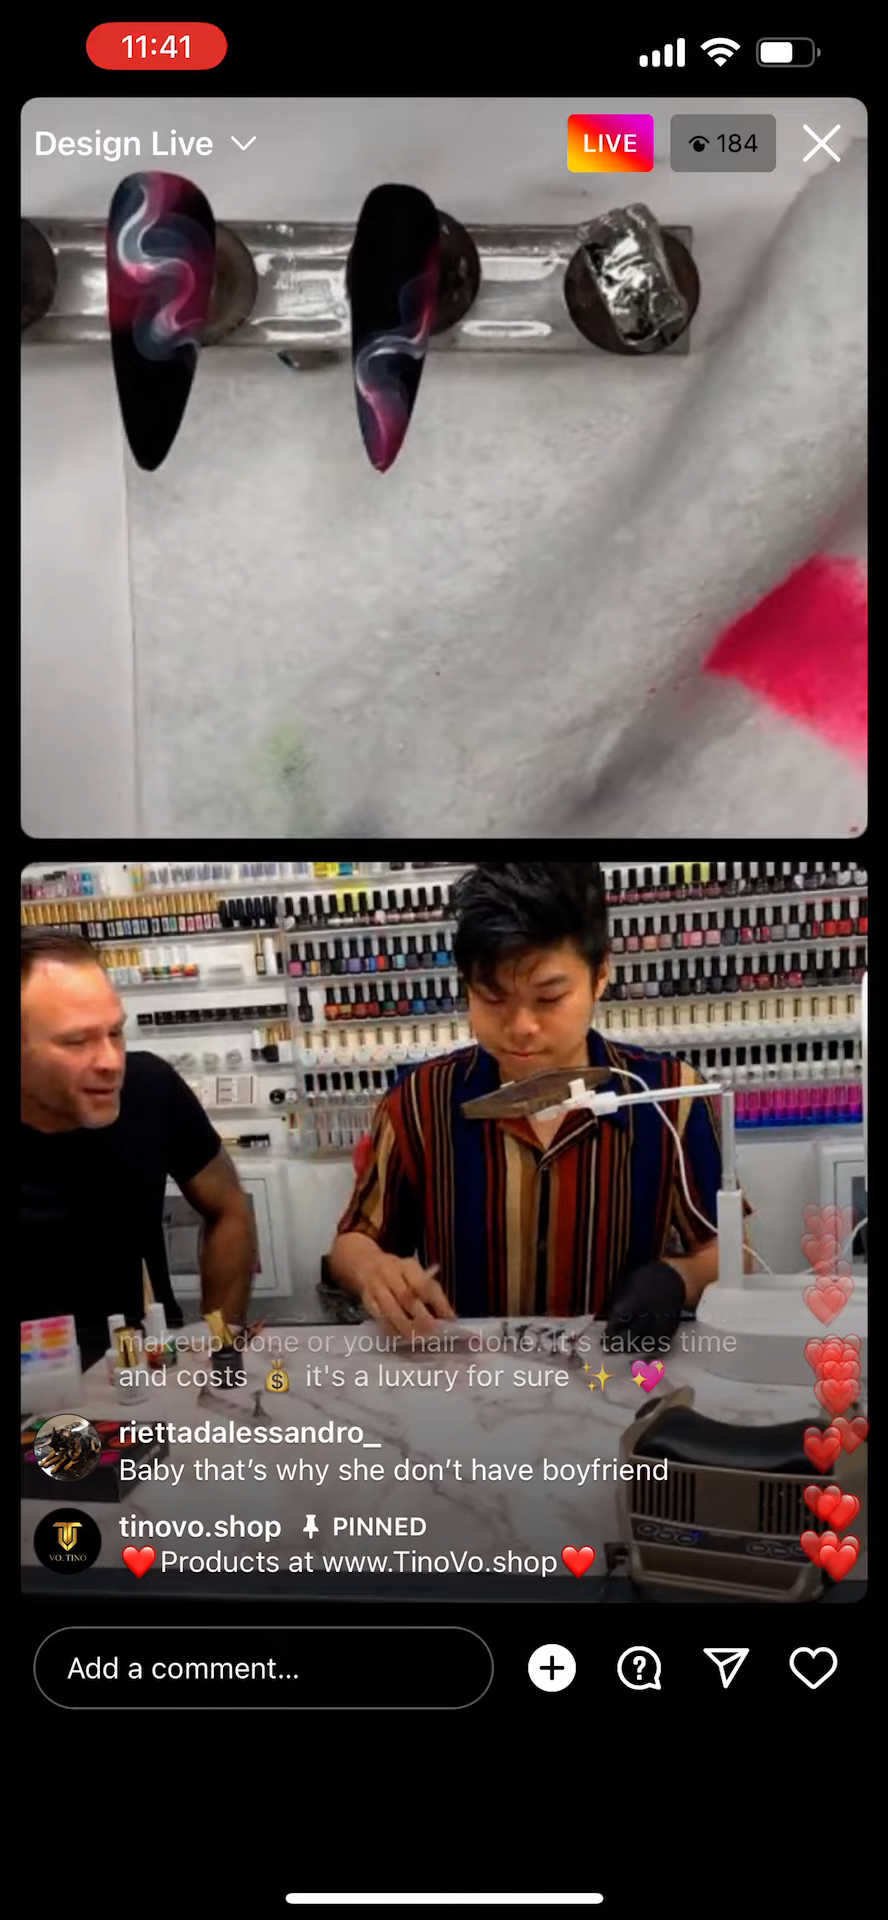 11:41
Design Live
LIVE
184
makeup done or your hair done. It's takes time
and costs 💰 it's a luxury for sure ✨ 💖
riettadalessandro_
Baby that’s why she don’t have boyfriend
VO. TINO
tinovo.shop PINNED
❤️Products at www.TinoVo.shop❤️
Add a comment...